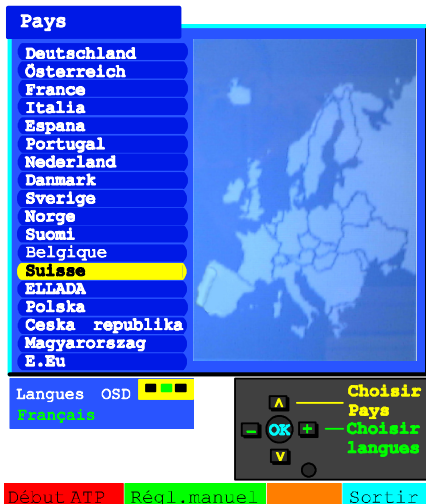 Pays
Deutschland
Österreich
France
Italia
Espana
Portugal
Nederland
Danmark
Sverige
Norge
Suomi
Belgique
Suisse
ELLADA
Polska
Ceska republika
Magyarorszag
E.Eu
Langues OSD
Français
Choisir
Pays
OK
Choisir
langues
Début ATP Régl.manuel Sortir